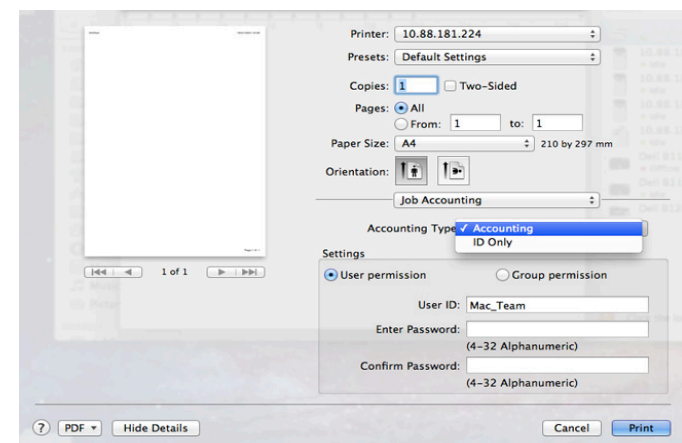 Printer: 10.88.181.224
Presets: Default Settings
Copies: 1 Two-Sided
Pages: All
From: 1 to: 1
Paper Size: A4 210 by 297 mm
Orientation:
Job Accounting
Accounting Type ✓ Accounting
ID Only
Settings
1 of 1
User permission Group permission
User ID: Mac_Team
Enter Password:
(4-32 Alphanumeric)
Confirm Password:
(4-32 Alphanumeric)
? PDF Hide Details Cancel Print